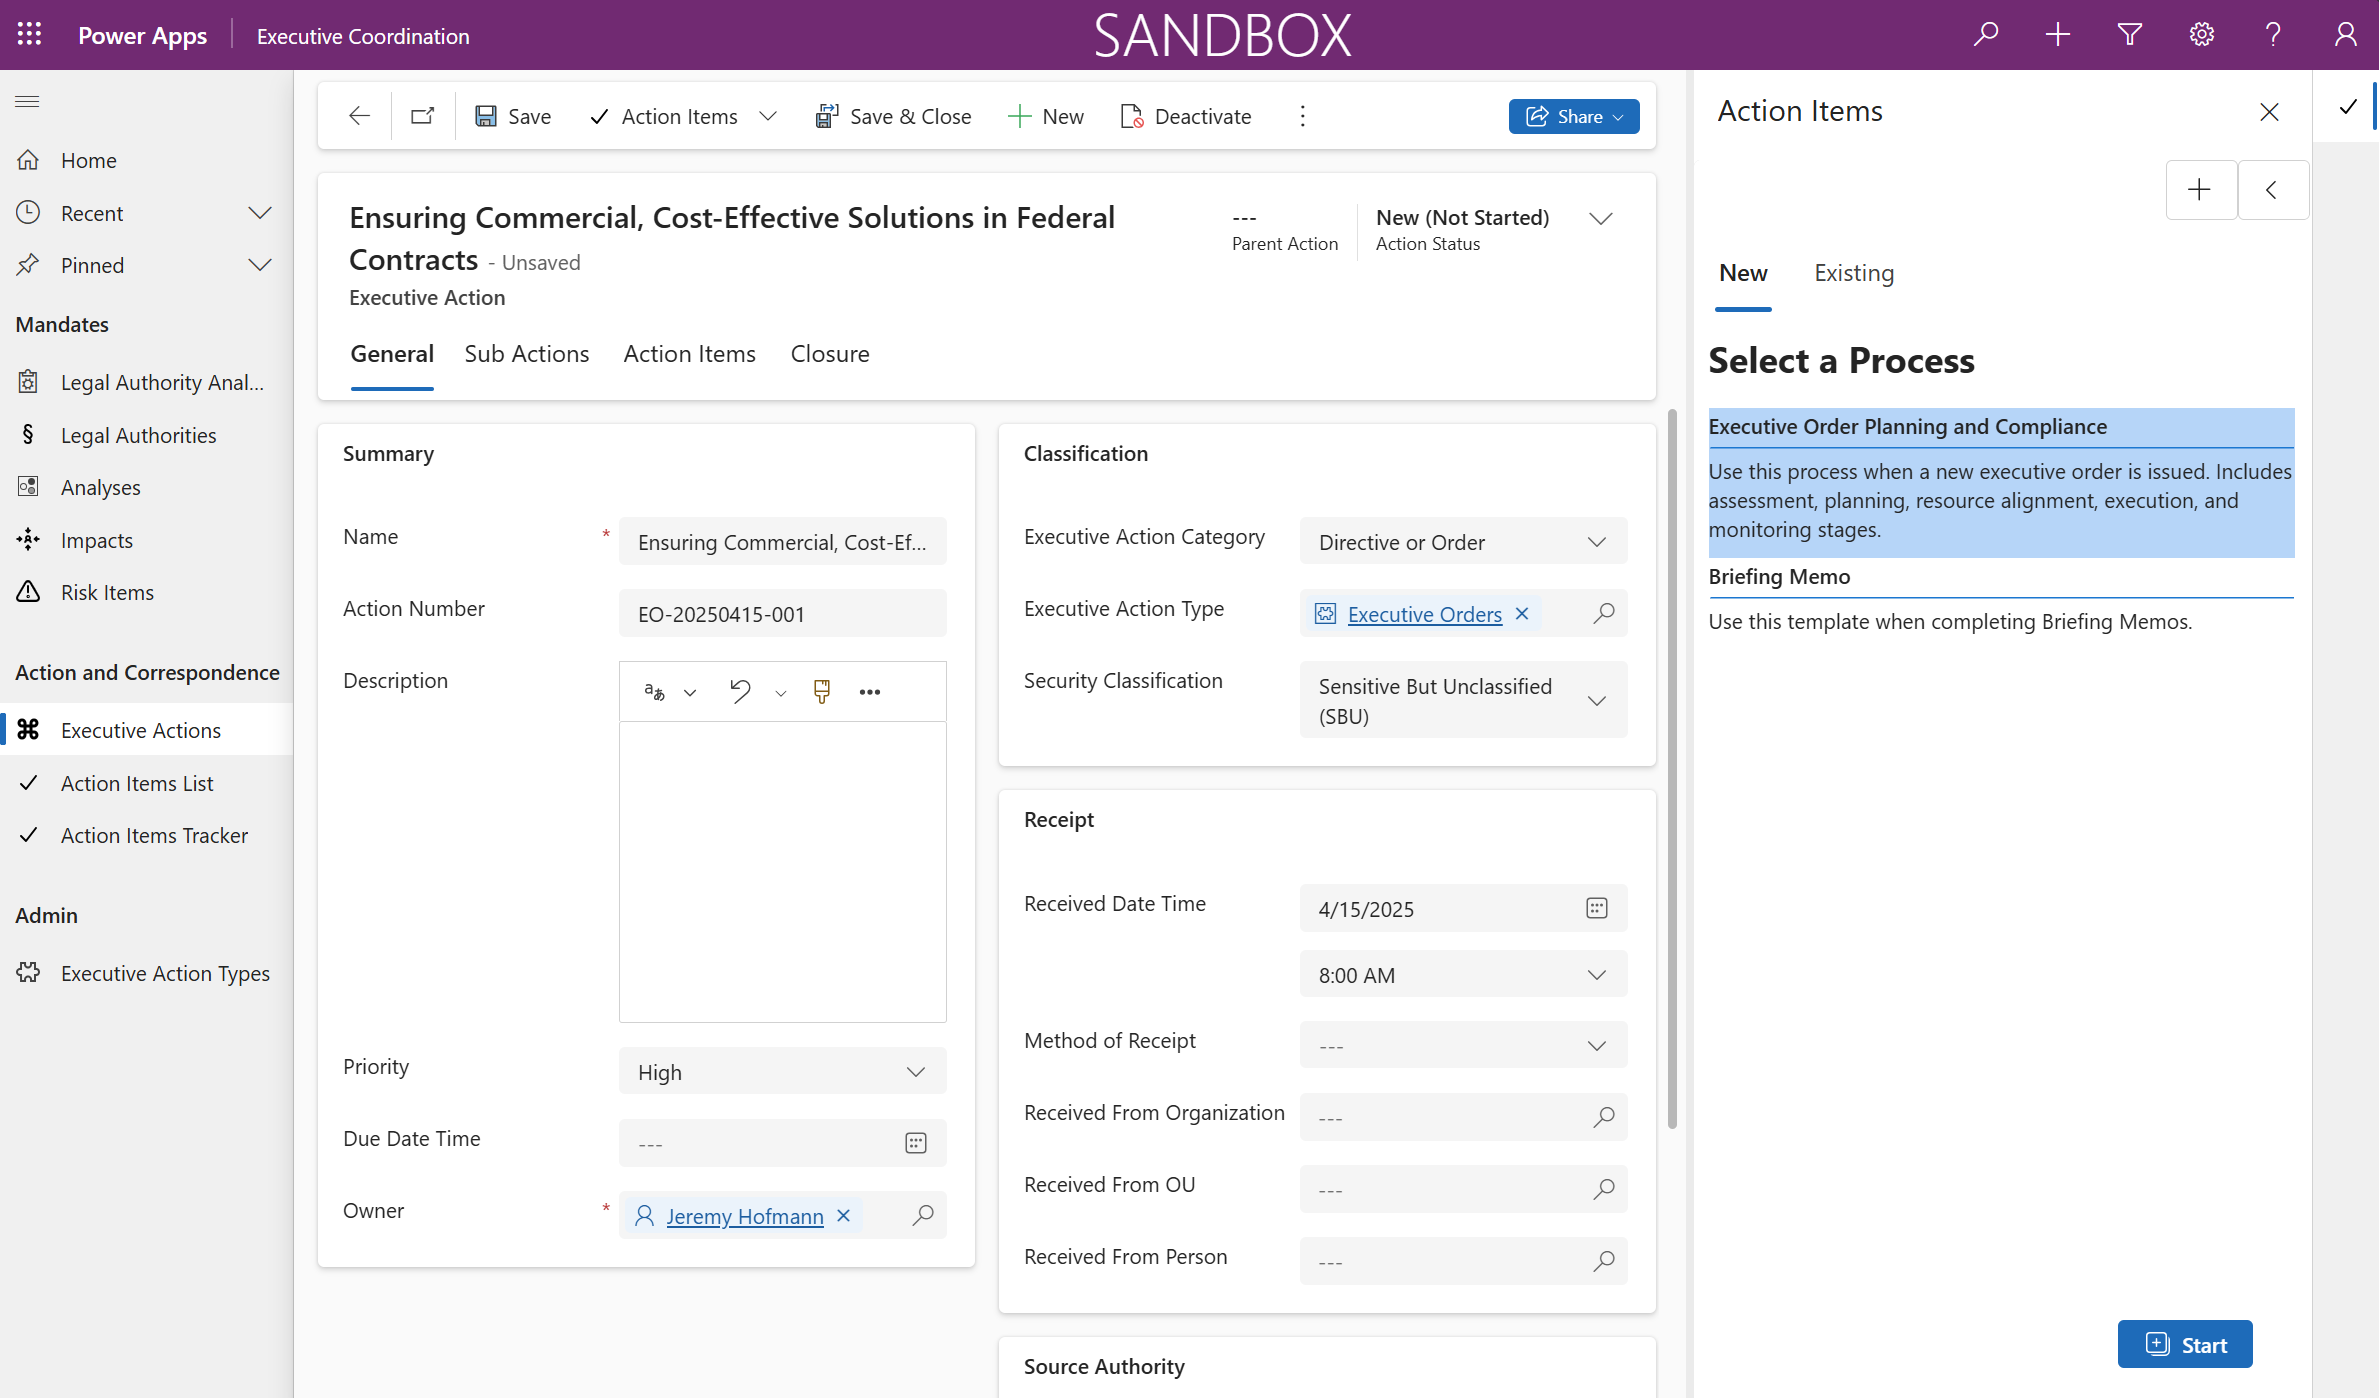 Power Apps
Executive Coordination
SANDBOX
Home
Recent
Pinned
Mandates
Legal Authority Anal...
Legal Authorities
Analyses
Impacts
Risk Items
Action and Correspondence
Executive Actions
Action Items List
Action Items Tracker
Admin
Executive Action Types
Save
Action Items
Save & Close
New
Deactivate
Share
Ensuring Commercial, Cost-Effective Solutions in Federal
Contracts - Unsaved
Executive Action
---
Parent Action
New (Not Started)
Action Status
General
Sub Actions
Action Items
Closure
Summary
Name *
Ensuring Commercial, Cost-Ef...
Action Number
EO-20250415-001
Description
Priority
High
Due Date Time
---
Owner *
Jeremy Hofmann
Classification
Executive Action Category
Directive or Order
Executive Action Type
Executive Orders
Security Classification
Sensitive But Unclassified
(SBU)
Receipt
Received Date Time
4/15/2025
8:00 AM
Method of Receipt
---
Received From Organization
---
Received From OU
---
Received From Person
---
Source Authority
Action Items
New
Existing
Select a Process
Executive Order Planning and Compliance
Use this process when a new executive order is issued. Includes
assessment, planning, resource alignment, execution, and
monitoring stages.
Briefing Memo
Use this template when completing Briefing Memos.
Start